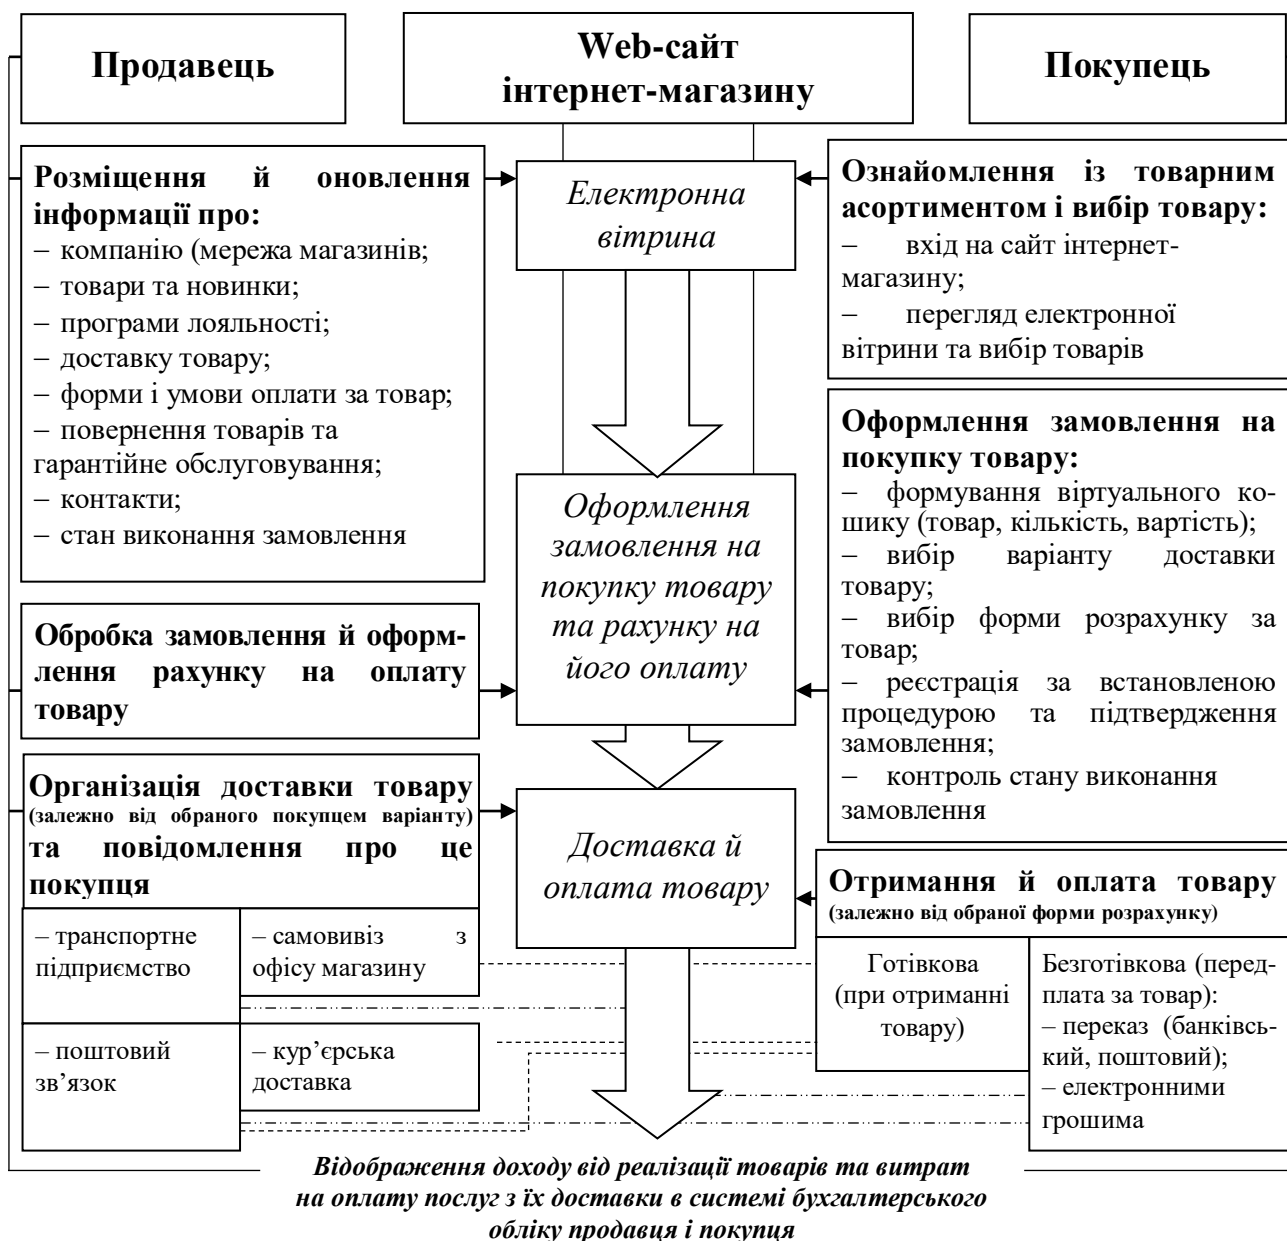 Продавець
Web-сайт
інтернет-магазину
Покупець
Розміщення й оновлення
інформації про:
– компанію (мережа магазинів;
– товари та новинки;
– програми лояльності;
– доставку товару;
– форми і умови оплати за товар;
– повернення товарів та
гарантійне обслуговування;
– контакти;
– стан виконання замовлення
Електронна
вітрина
Ознайомлення із товарним
асортиментом і вибір товару:
– вхід на сайт інтернет-
магазину;
– перегляд електронної
вітрини та вибір товарів
Обробка замовлення й оформ-
лення рахунку на оплату
товару
Оформлення
замовлення на
покупку товару
та рахунку на
його оплату
Оформлення замовлення на
покупку товару:
– формування віртуального ко-
шику (товар, кількість, вартість);
– вибір варіанту доставки
товару;
– вибір форми розрахунку за
товар;
– реєстрація за встановленою
процедурою та підтвердження
замовлення;
– контроль стану виконання
замовлення
Організація доставки товару
(залежно від обраного покупцем варіанту)
та повідомлення про це
покупця
– транспортне
підприємство
– самовивіз з
офісу магазину
– поштовий
зв’язок
– кур’єрська
доставка
Доставка й
оплата товару
Отримання й оплата товару
(залежно від обраної форми розрахунку)
Готівкова
(при отриманні
товару)
Безготівкова (перед-
плата за товар):
– переказ (банківсь-
кий, поштовий);
– електронними
грошима
Відображення доходу від реалізації товарів та витрат
на оплату послуг з їх доставки в системі бухгалтерського
обліку продавця і покупця